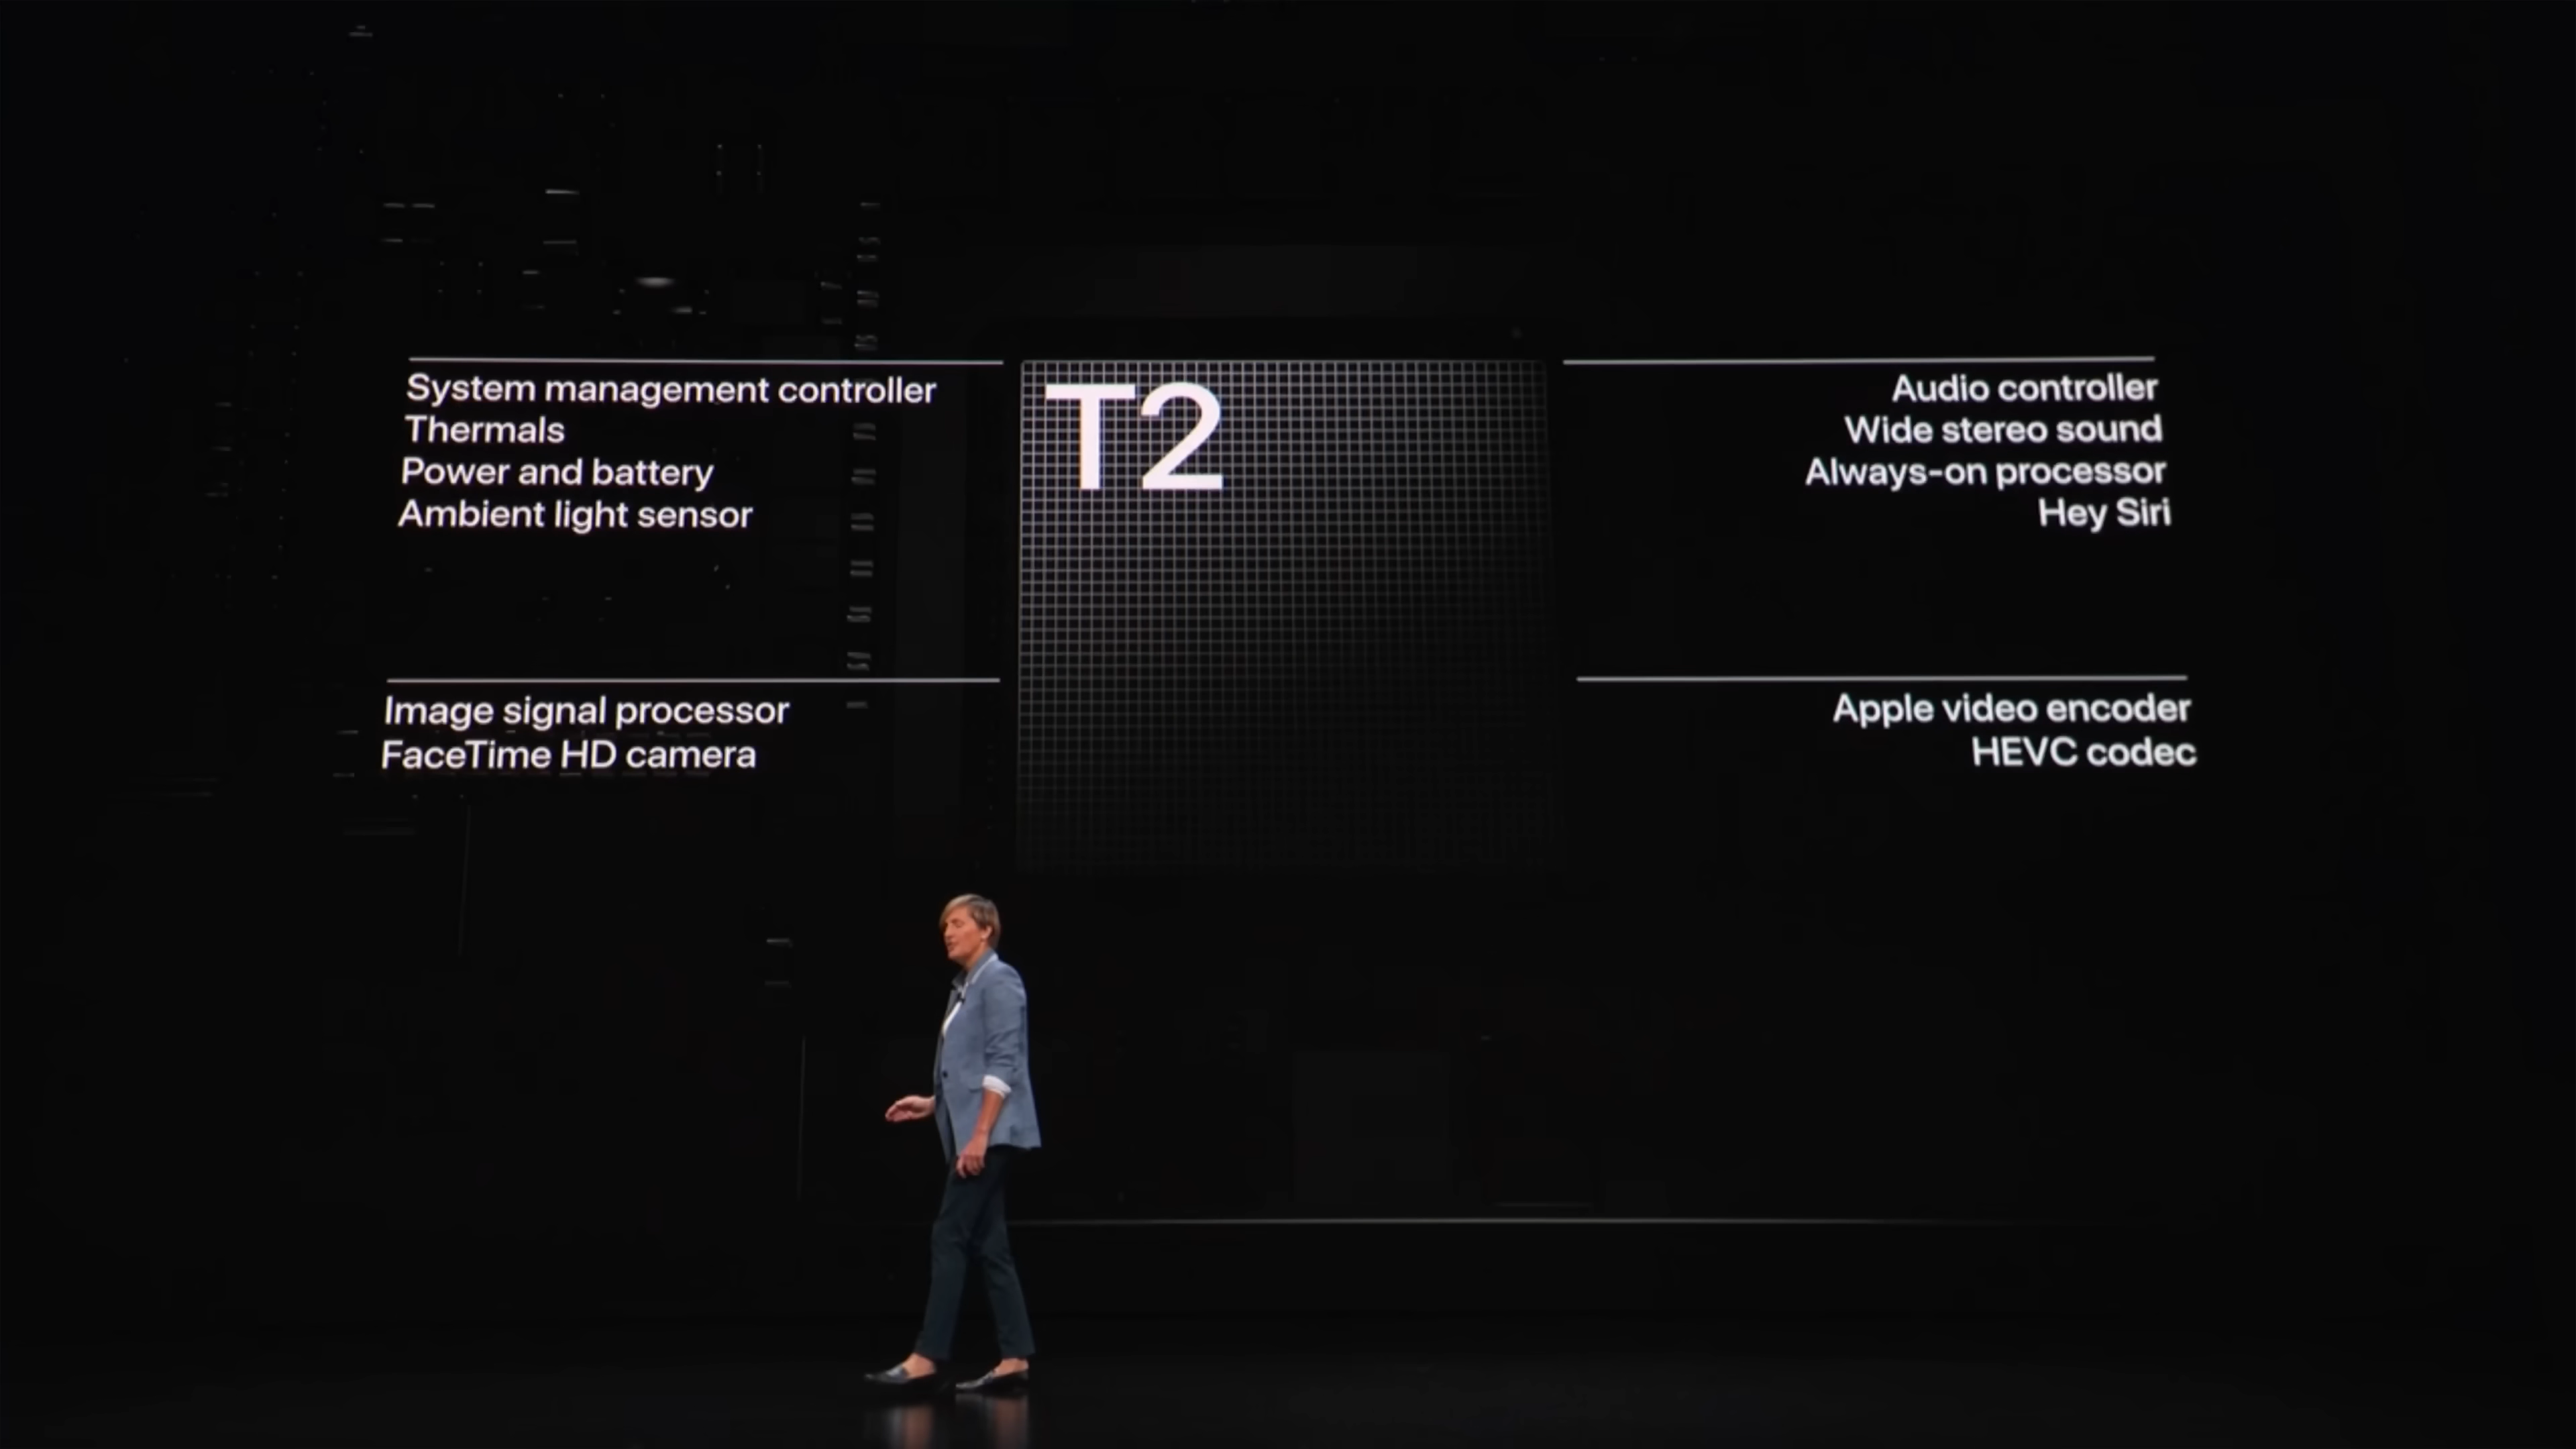 T2
System management controller
Thermals
Power and battery
Ambient light sensor
Image signal processor
FaceTime HD camera
Audio controller
Wide stereo sound
Always-on processor
Hey Siri
Apple video encoder
HEVC codec